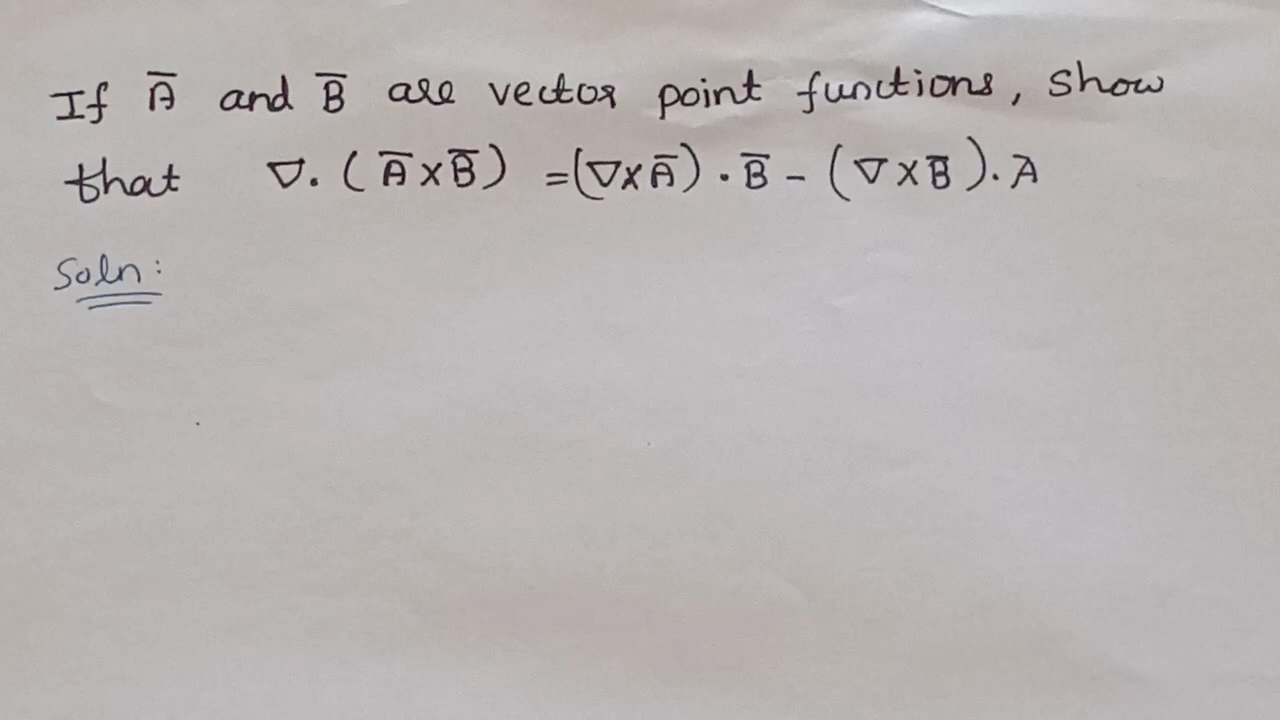 If A̅ and B̅ are vector point functions, show
that ∇. ( A̅ × B̅ ) = (∇×A̅) · B̅ - ( ∇ × B̅ ). A
Soln :